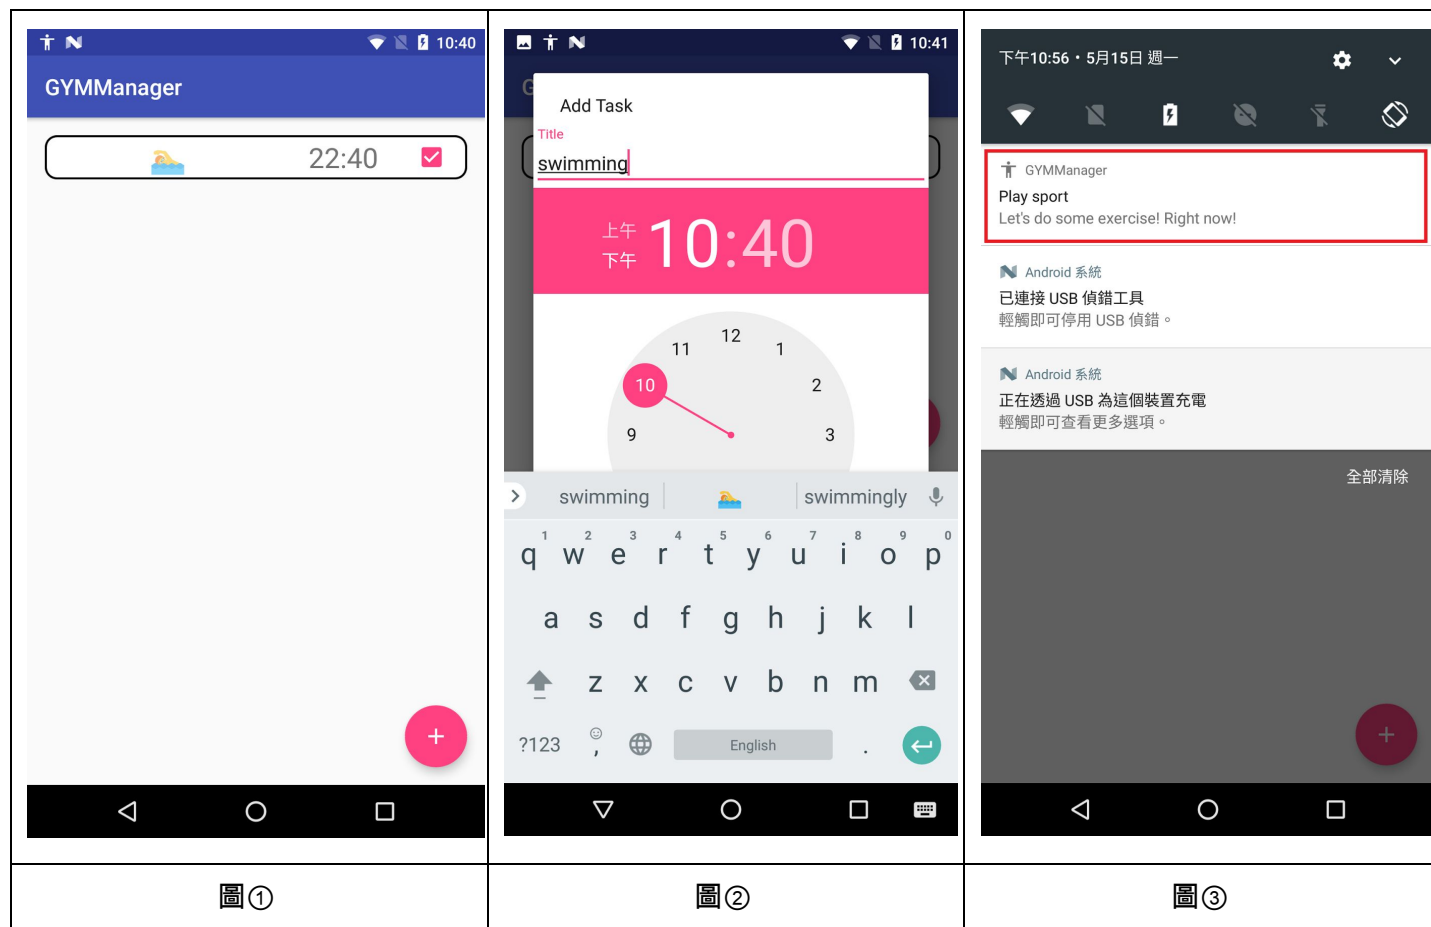 10:40
GYMManager
22:40
圖①
10:41
G
Add Task
Title
swimming
上午
下午
10:40
12
11
1
10
2
9
3
swimming
swimmingly
1 2 3 4 5 6 7 8 9 0
q w e r t y u i o p
a s d f g h j k l
z x c v b n m
?123 , English .
圖②
下午10:56・5月15日 週一
GYMManager
Play sport
Let's do some exercise! Right now!
Android 系統
已連接 USB 偵錯工具
輕觸即可停用 USB 偵錯。
Android 系統
正在透過 USB 為這個裝置充電
輕觸即可查看更多選項。
全部清除
圖③